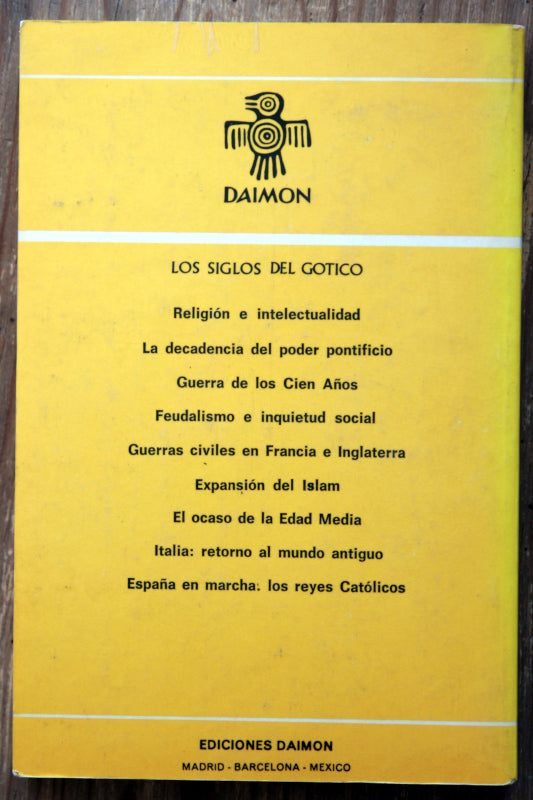 DAIMON
LOS SIGLOS DEL GOTICO
Religión e intelectualidad
La decadencia del poder pontificio
Guerra de los Cien Años
Feudalismo e inquietud social
Guerras civiles en Francia e Inglaterra
Expansión del Islam
El ocaso de la Edad Media
Italia: retorno al mundo antiguo
España en marcha: los reyes Católicos
EDICIONES DAIMON
MADRID - BARCELONA - MEXICO